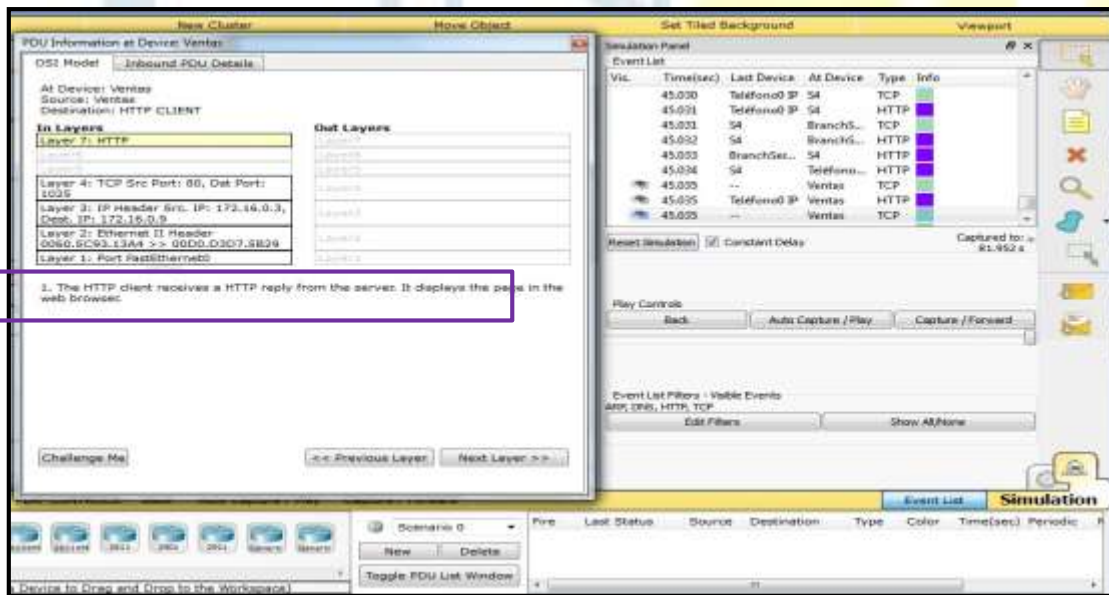 New Cluster
Move Object
Set Tiled Background
Viewport
PDU Information at Device: Ventas
OSI Model
Inbound PDU Details
At Device: Ventas
Source: Ventas
Destination: HTTP CLIENT
In Layers
Out Layers
Layer 7: HTTP
Layer 4: TCP Src Port: 80, Dst Port:
1025
Layer 3: IP Header Src. IP: 172.16.0.3,
Dest. IP: 172.16.0.9
Layer 2: Ethernet II Header
0060.5C93.13A4 >> 00D0.D3D7.5B29
Layer 1: Port FastEthernet0
1. The HTTP client receives a HTTP reply from the server. It displays the page in the
web browser.
Challenge Me
<< Previous Layer
Next Layer >>
Simulation Panel
Event List
Vis. Time(sec) Last Device At Device Type Info
45.030 Teléfono0 IP S4 TCP
45.031 Teléfono0 IP S4 HTTP
45.031 S4 BranchS... TCP
45.032 S4 BranchS... HTTP
45.033 BranchSer... S4 HTTP
45.034 S4 Teléfono... HTTP
45.035 -- Ventas TCP
45.035 Teléfono0 IP Ventas HTTP
45.035 -- Ventas TCP
Reset Simulation
Constant Delay
Captured to:
81.952 s
Play Controls
Back
Auto Capture / Play
Capture / Forward
Event List Filters - Visible Events
ARP, DNS, HTTP, TCP
Edit Filters
Show All/None
Event List
Simulation
Scenario 0
New
Delete
Toggle PDU List Window
Fire Last Status Source Destination Type Color Time(sec) Periodic
Device to Drag and Drop to the Workspace)